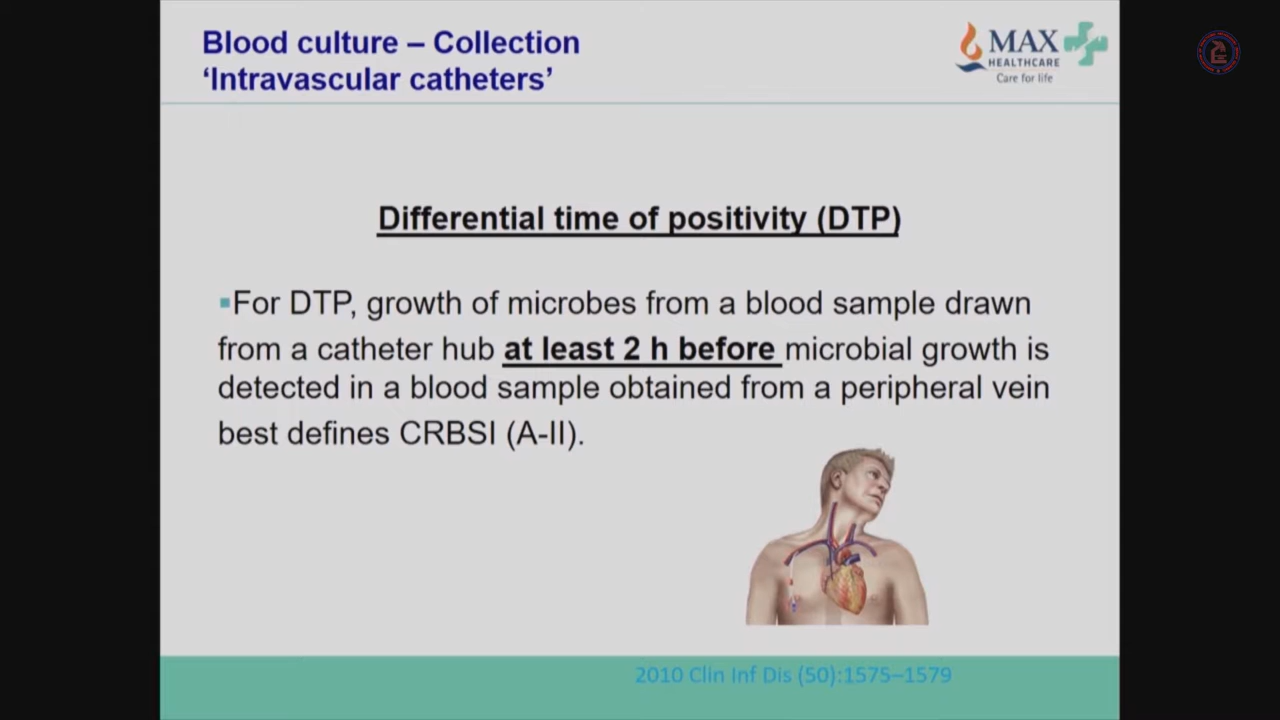 Blood culture – Collection
‘Intravascular catheters’
MAX
HEALTHCARE
Care for life
Differential time of positivity (DTP)
▪For DTP, growth of microbes from a blood sample drawn
from a catheter hub at least 2 h before microbial growth is
detected in a blood sample obtained from a peripheral vein
best defines CRBSI (A-II).
2010 Clin Inf Dis (50):1575–1579